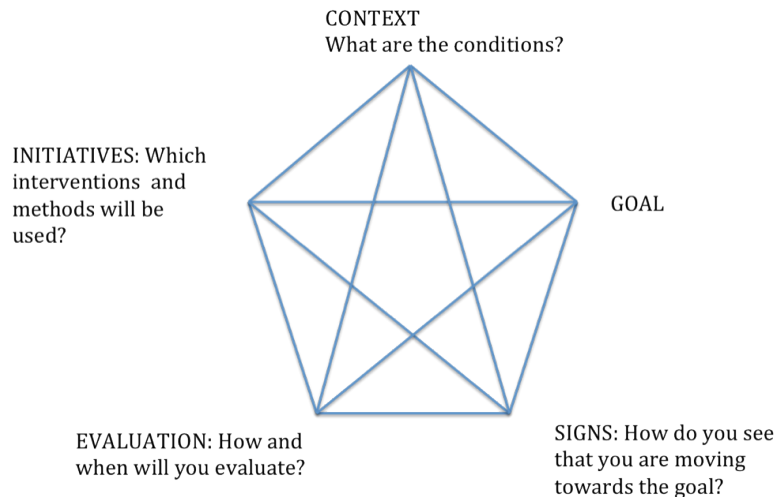 CONTEXT
What are the conditions?
INITIATIVES: Which
interventions and
methods will be
used?
GOAL
EVALUATION: How and
when will you evaluate?
SIGNS: How do you see
that you are moving
towards the goal?